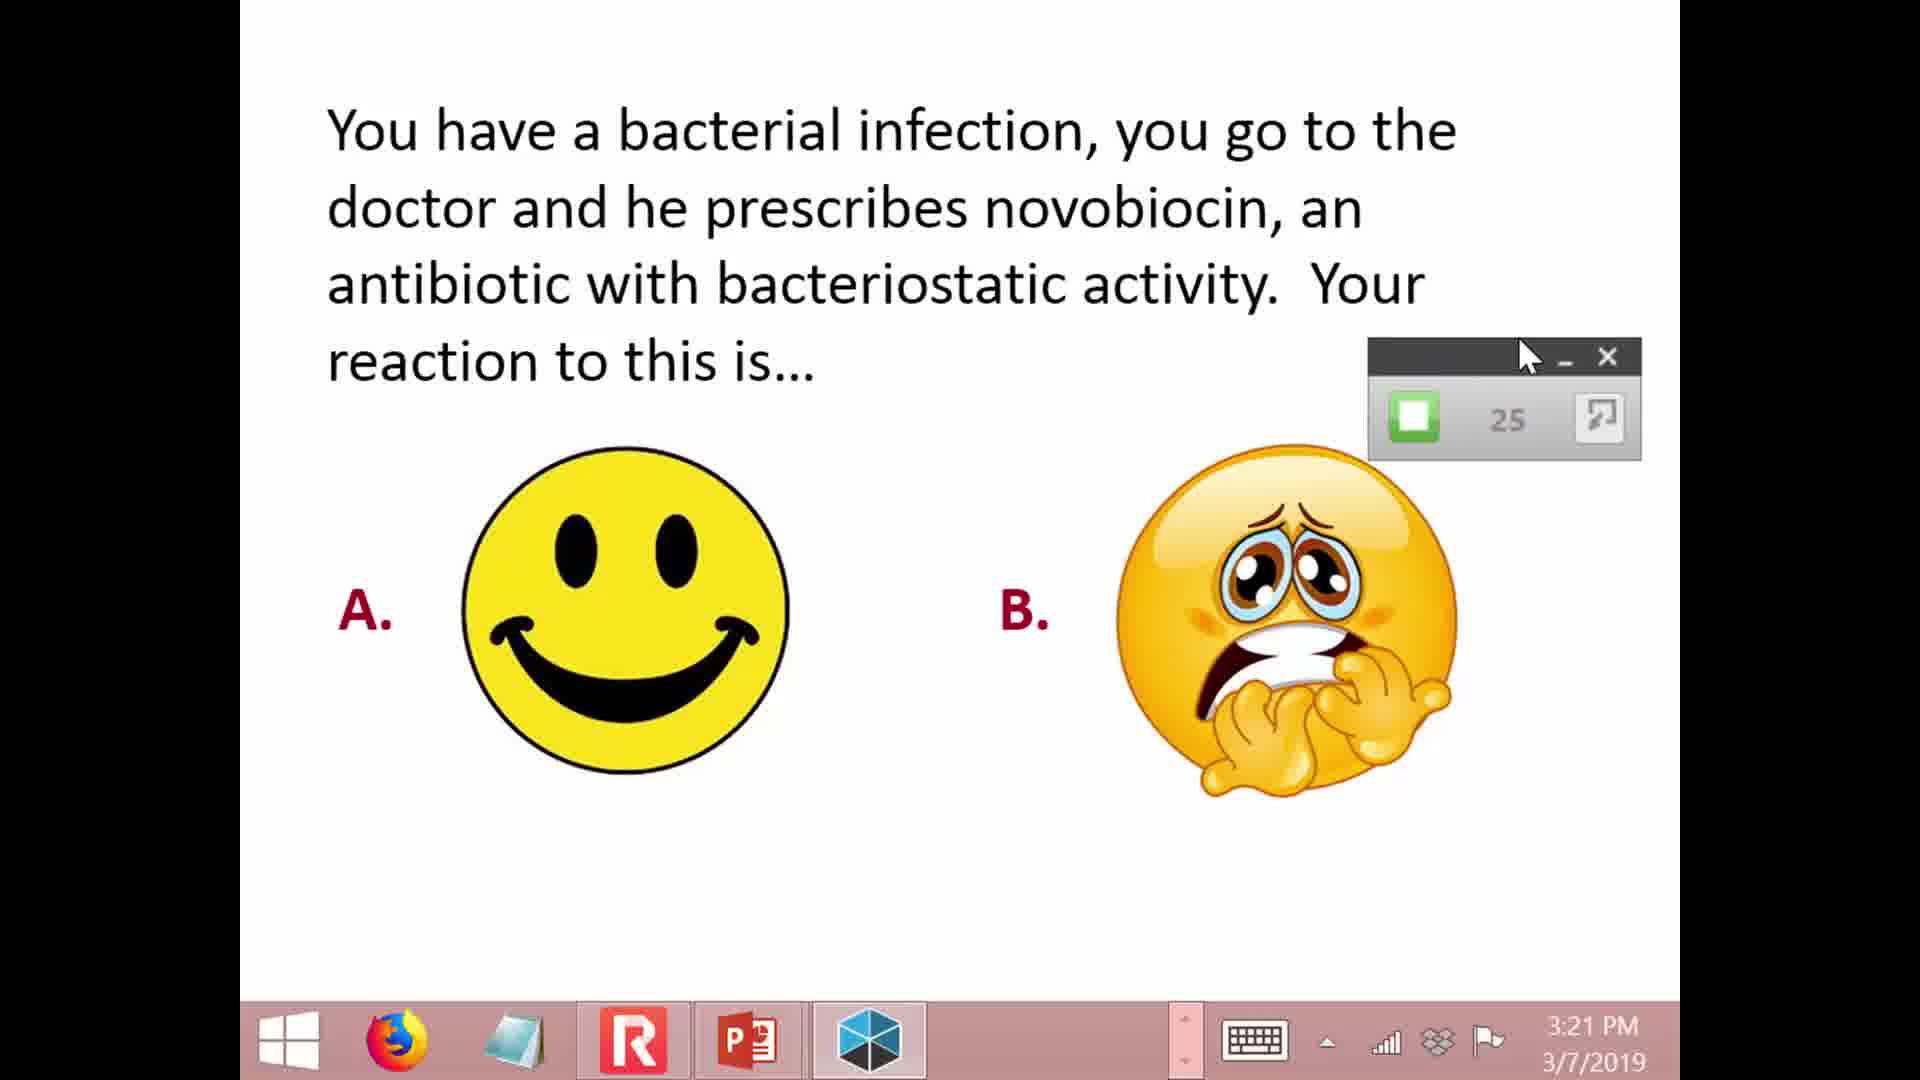 You have a bacterial infection, you go to the
doctor and he prescribes novobiocin, an
antibiotic with bacteriostatic activity.  Your
reaction to this is...
25
A.
B.
R
P
3:21 PM
3/7/2019